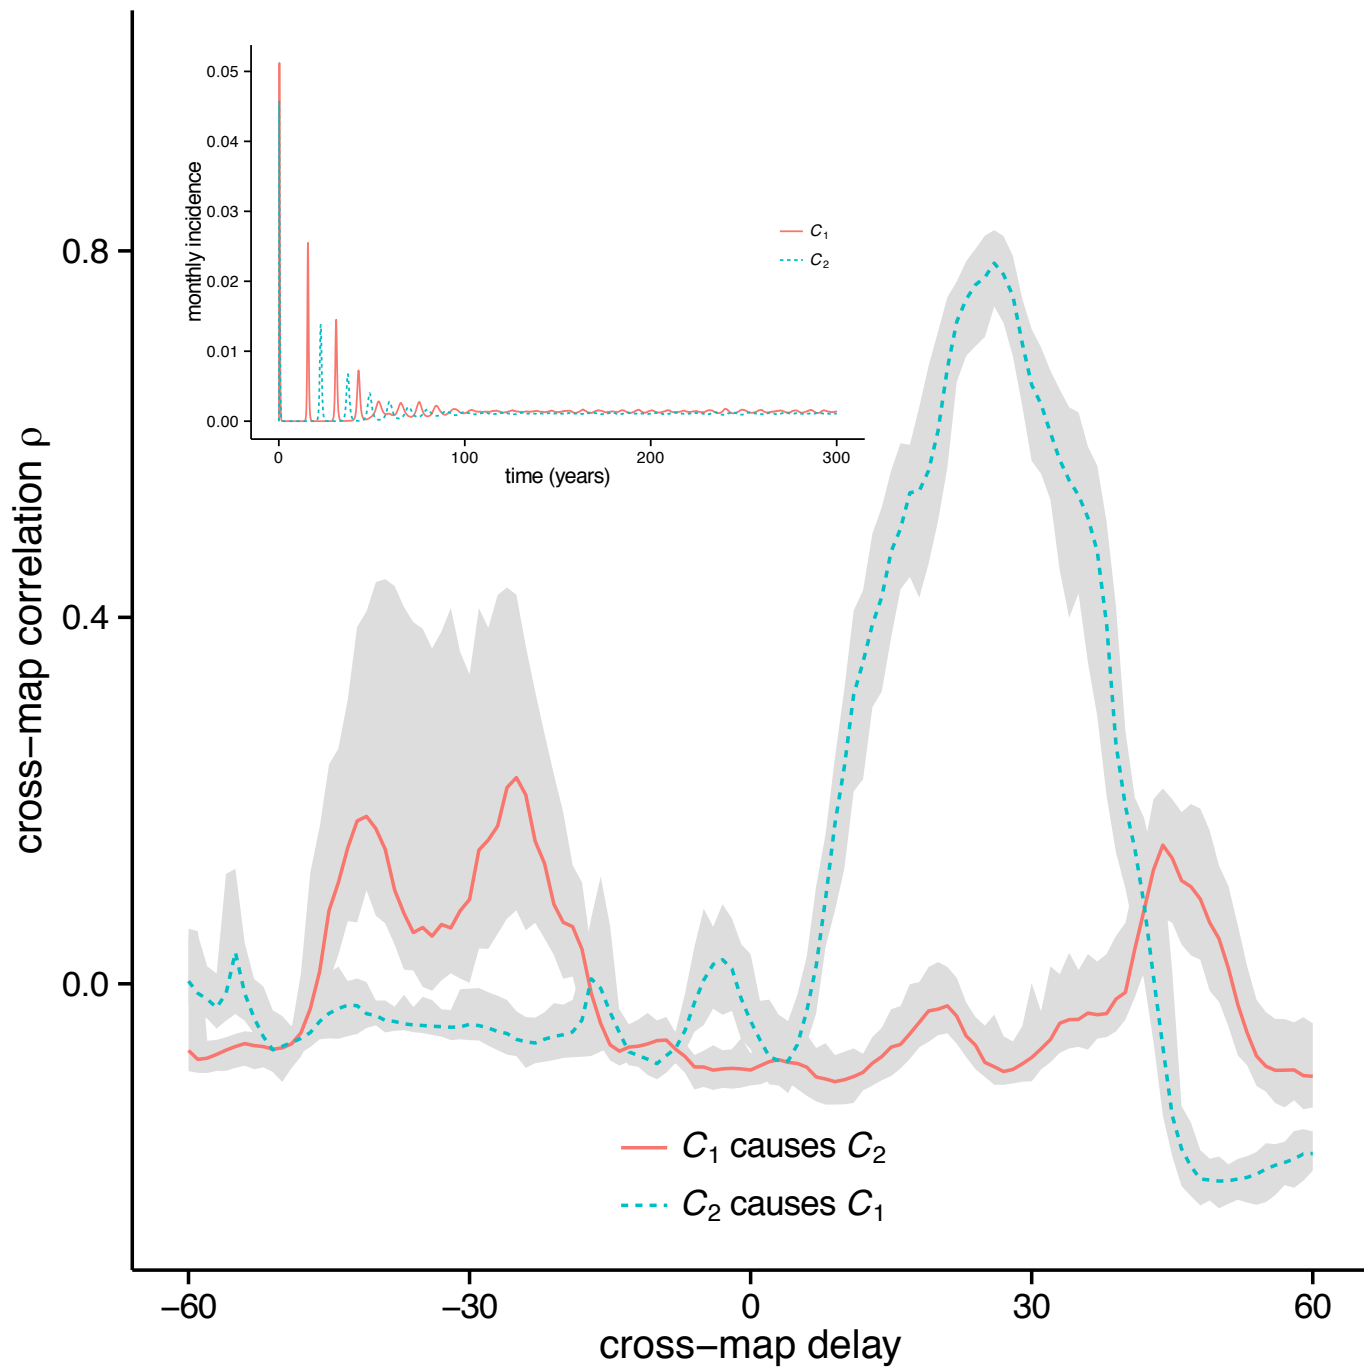 0.05
0.04
0.03
0.02
0.01
0.00
monthly incidence
C1
C2
0
100
200
300
time (years)
0.8
0.4
0.0
cross−map correlation ρ
C1 causes C2
C2 causes C1
−60
−30
0
30
60
cross−map delay